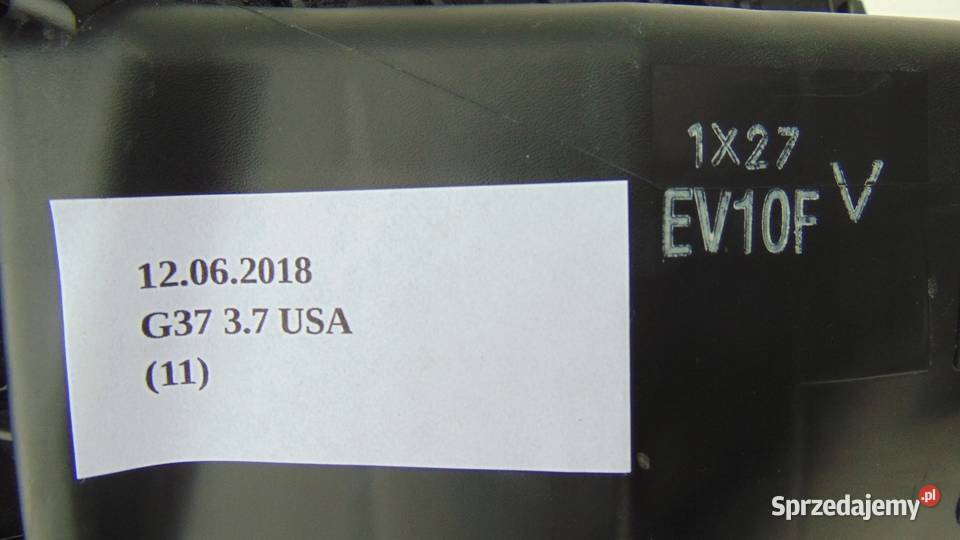 1X27
EV10F V
12.06.2018
G37 3.7 USA
(11)
Sprzedajemy.pl